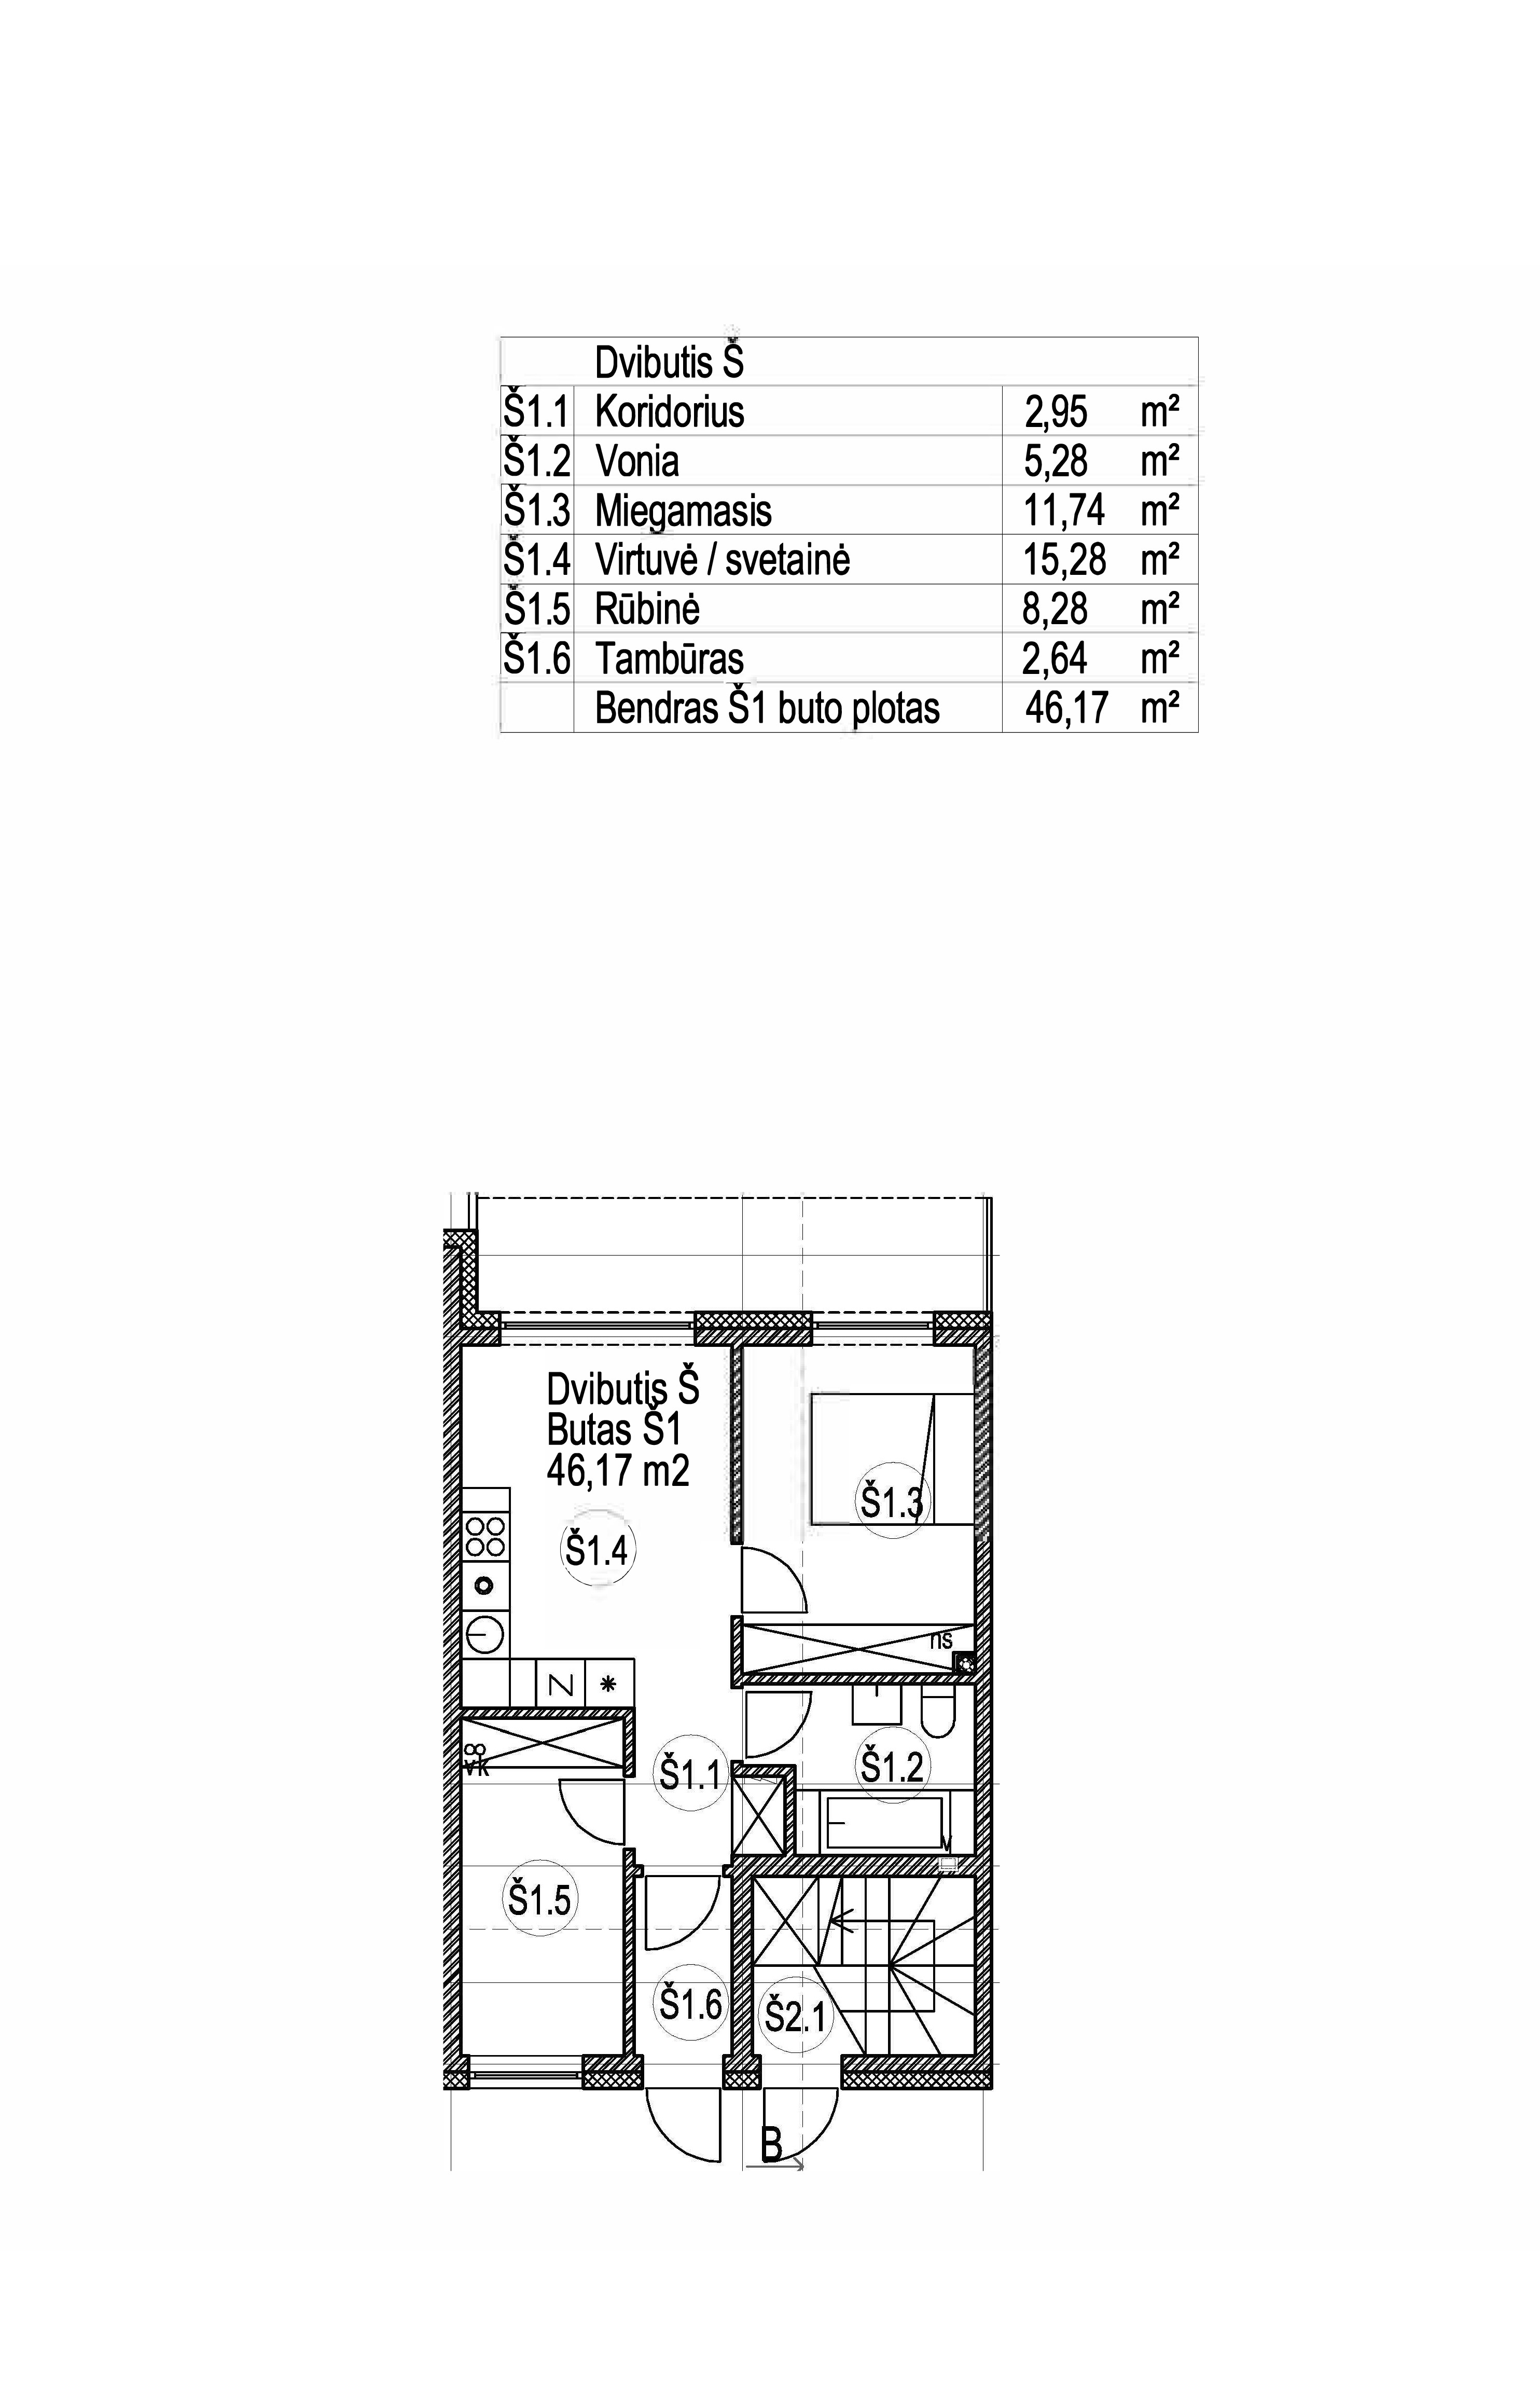 Dvibutis Š
Š1.1 Koridorius 2,95 m²
Š1.2 Vonia 5,28 m²
Š1.3 Miegamasis 11,74 m²
Š1.4 Virtuvė / svetainė 15,28 m²
Š1.5 Rūbinė 8,28 m²
Š1.6 Tambūras 2,64 m²
Bendras Š1 buto plotas 46,17 m²
Dvibutis Š
Butas Š1
46,17 m2
Š1.3
Š1.4
ns
Z
vk
Š1.1
Š1.2
v
Š1.5
Š1.6
Š2.1
B